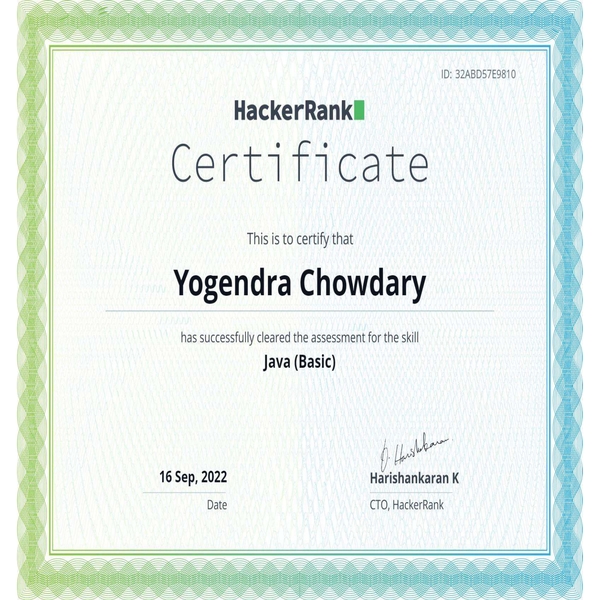 ID: 32ABD57E9810
HackerRank
Certificate
This is to certify that
Yogendra Chowdary
has successfully cleared the assessment for the skill
Java (Basic)
O. Harishankaran
16 Sep, 2022
Harishankaran K
Date
CTO, HackerRank